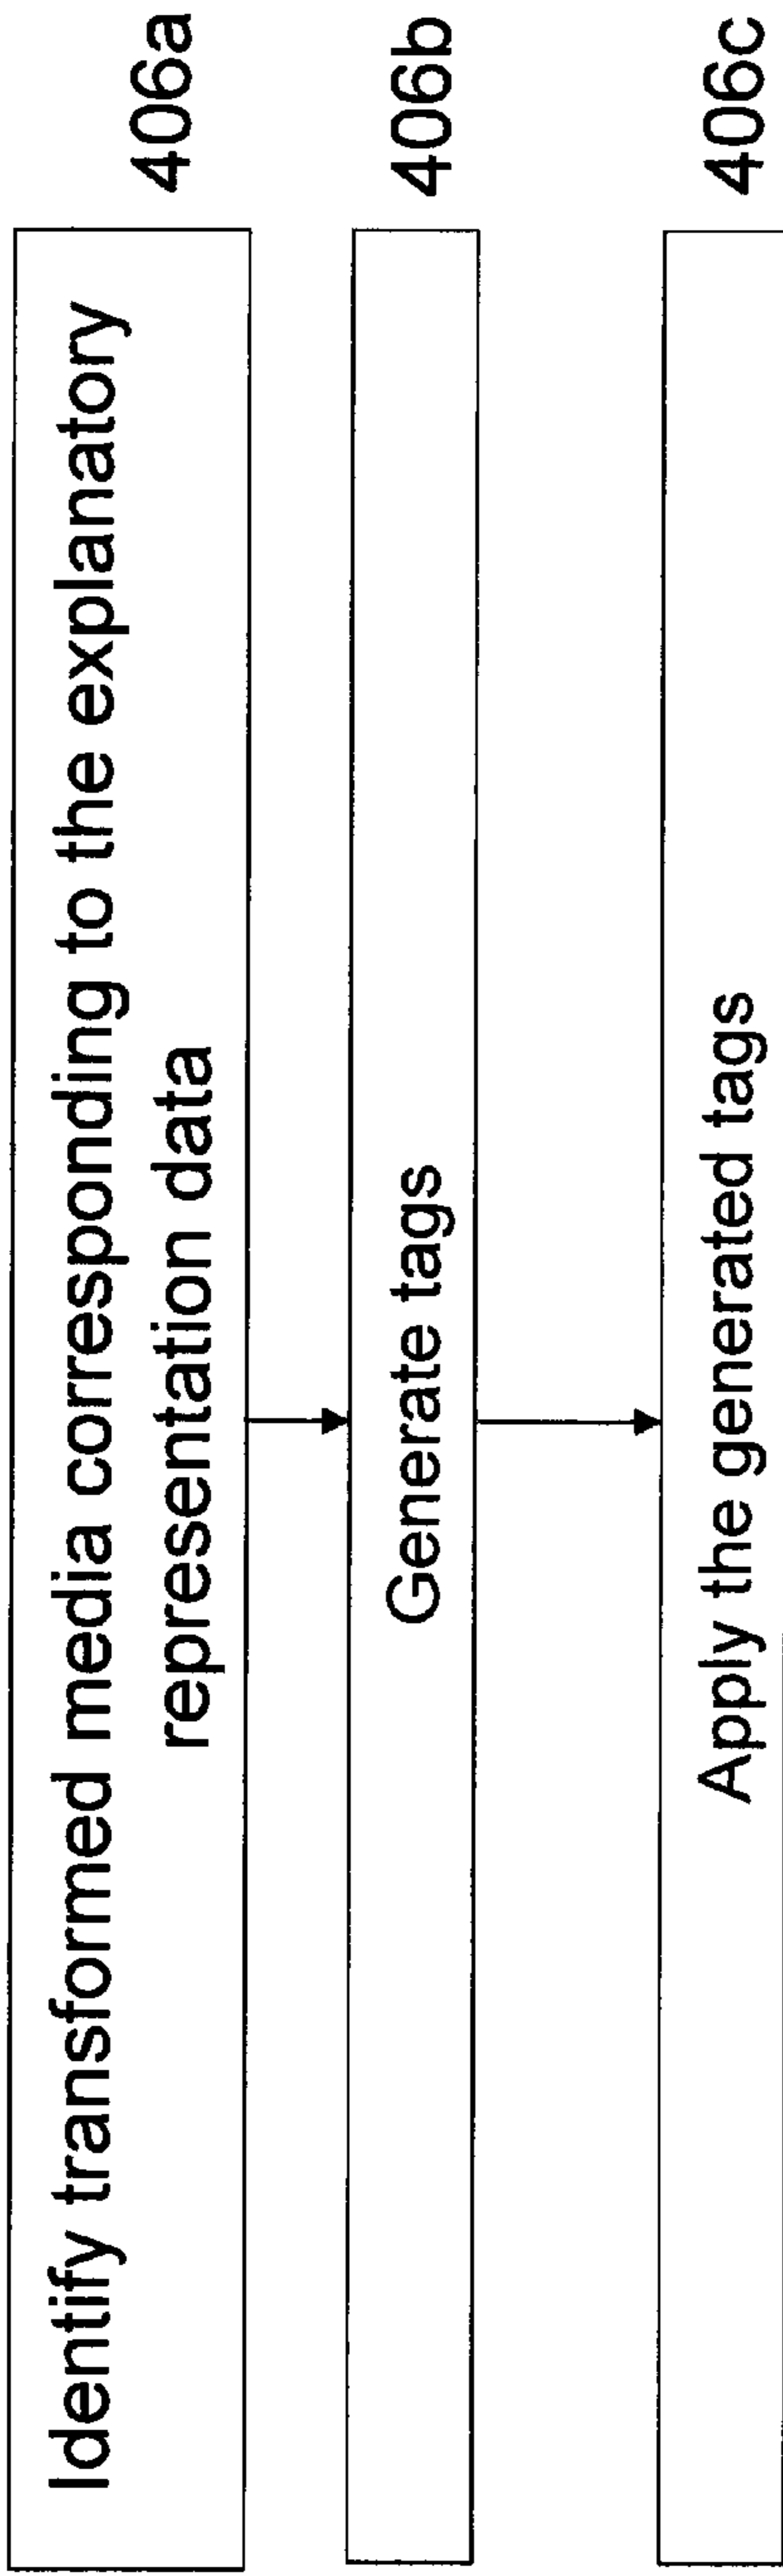 Identify transformed media corresponding to the explanatory
representation data
406a
Generate tags
406b
Apply the generated tags
406c